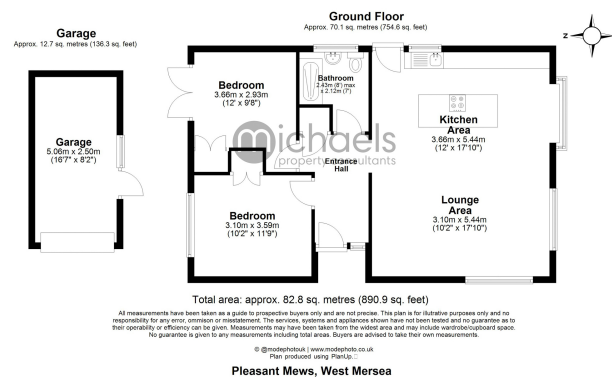 Garage
Approx. 12.7 sq. metres (136.3 sq. feet)
Ground Floor
Approx. 70.1 sq. metres (754.6 sq. feet)
Z
Garage
5.06m x 2.50m
(16'7" x 8'2")
Bedroom
3.66m x 2.93m
(12' x 9'8")
Bathroom
2.43m (8') max
x 2.12m (7')
Kitchen
Area
3.66m x 5.44m
(12' x 17'10")
michaels
property consultants
Entrance
Hall
Bedroom
3.10m x 3.59m
(10'2" x 11'9")
Lounge
Area
3.10m x 5.44m
(10'2" x 17'10")
Total area: approx. 82.8 sq. metres (890.9 sq. feet)
All measurements have been taken as a guide to prospective buyers only and are not precise. This plan is for illustrative purposes only and no
responsibility for any error, ommison or misstatement. The services, systems and appliances shown have not been tested and no guarantee as to
their operability or efficiency can be given. Measurements may have been taken from the widest area and may include wardrobe/cupboard space.
No guarantee is given to any measurements including total areas. Buyers are advised to take their own measurements.
© @modephotouk | www.modephoto.co.uk
Plan produced using PlanUp.
Pleasant Mews, West Mersea